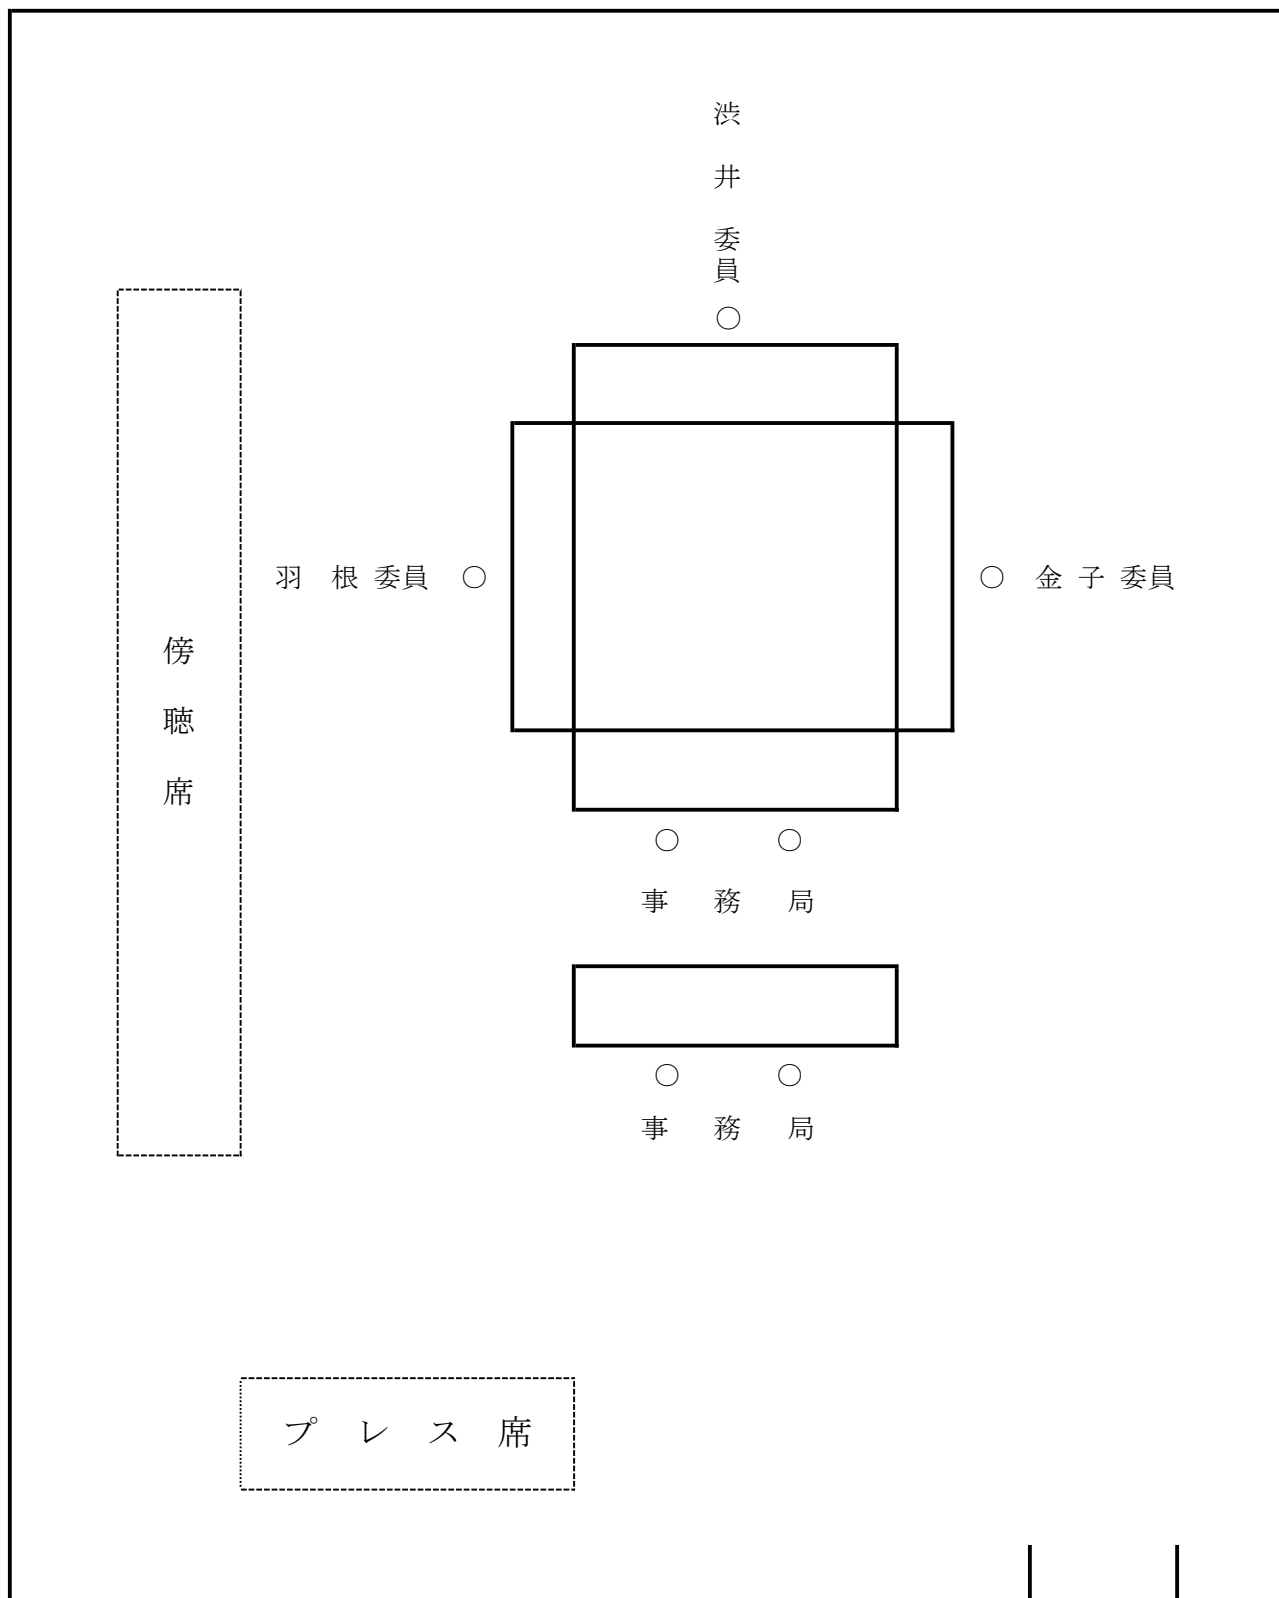 渋井委員
羽根委員 ○
○ 金子委員
傍聴席
事務局
事務局
プレス席